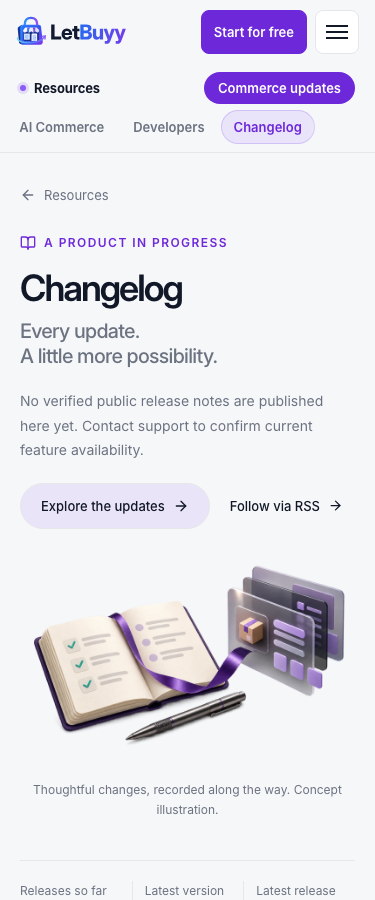 LetBuyy
Start for free
Resources
Commerce updates
AI Commerce
Developers
Changelog
Resources
A PRODUCT IN PROGRESS
Changelog
Every update.
A little more possibility.
No verified public release notes are published
here yet. Contact support to confirm current
feature availability.
Explore the updates
Follow via RSS
Thoughtful changes, recorded along the way. Concept
illustration.
Releases so far
Latest version
Latest release